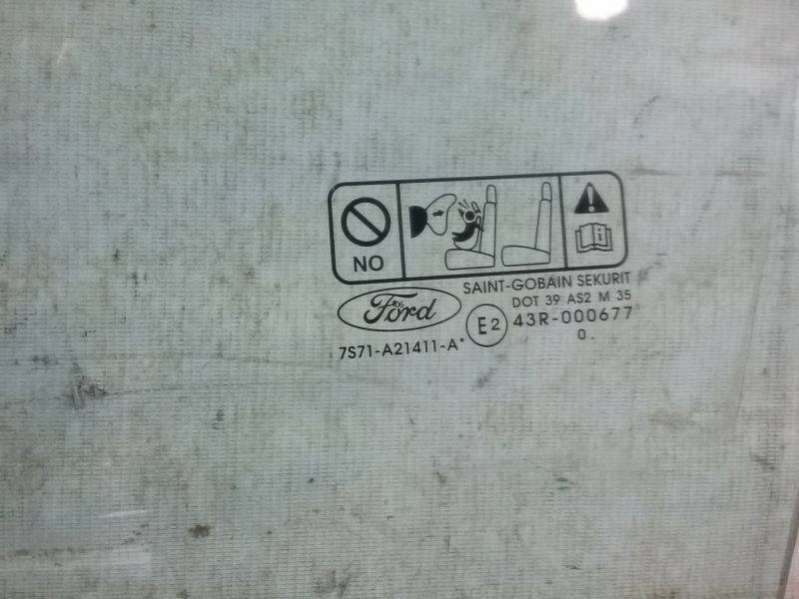 NO
SAINT-GOBAIN SEKURIT
Ford
DOT 39 AS2 M 35
E2
43R-000677
7S71-A21411-A*
0.